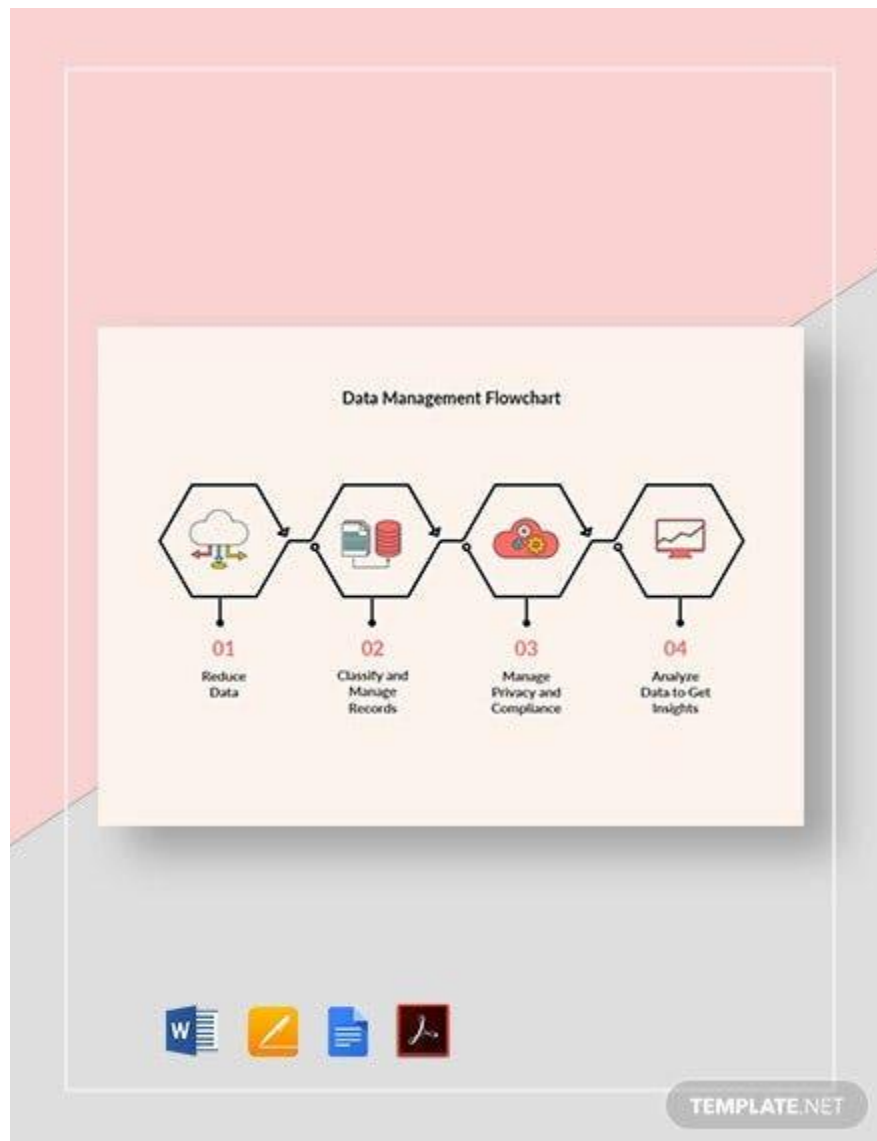 Data Management Flowchart
01
Reduce
Data
02
Classify and
Manage
Records
03
Manage
Privacy and
Compliance
04
Analyze
Data to Get
Insights
W
TEMPLATE.NET